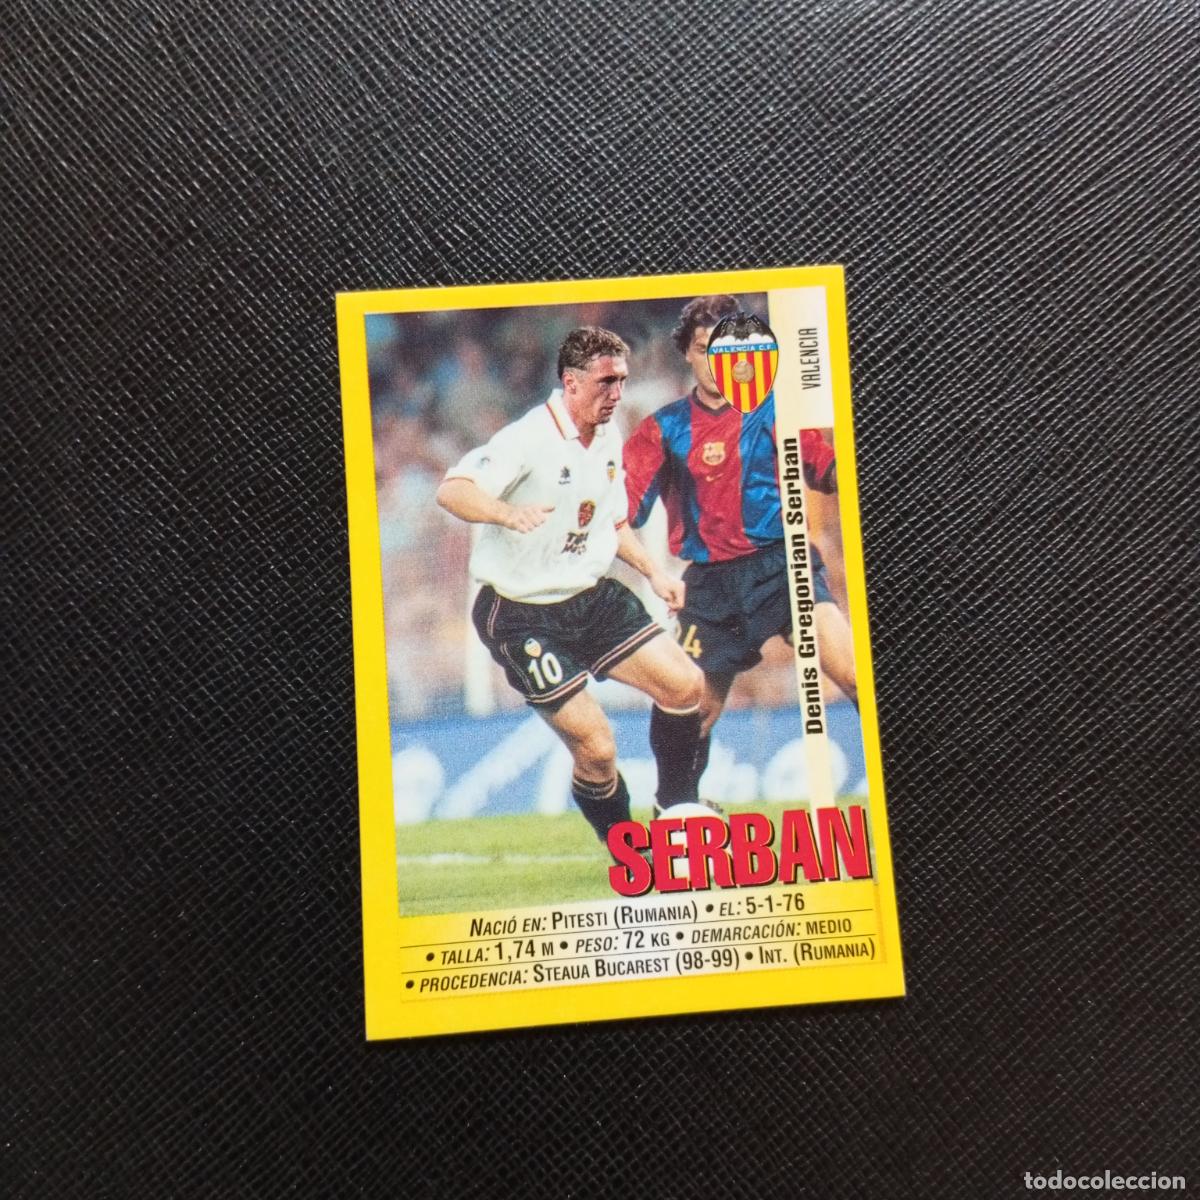 VALENCIA C.F.
VALENCIA
Denis Gregorian Serban
10
24
SERBAN
NACIÓ EN: PITESTI (RUMANIA) • EL: 5-1-76
• TALLA: 1,74 M • PESO: 72 KG • DEMARCACIÓN: MEDIO
• PROCEDENCIA: STEAUA BUCAREST (98-99) • INT. (RUMANIA)
todocoleccion